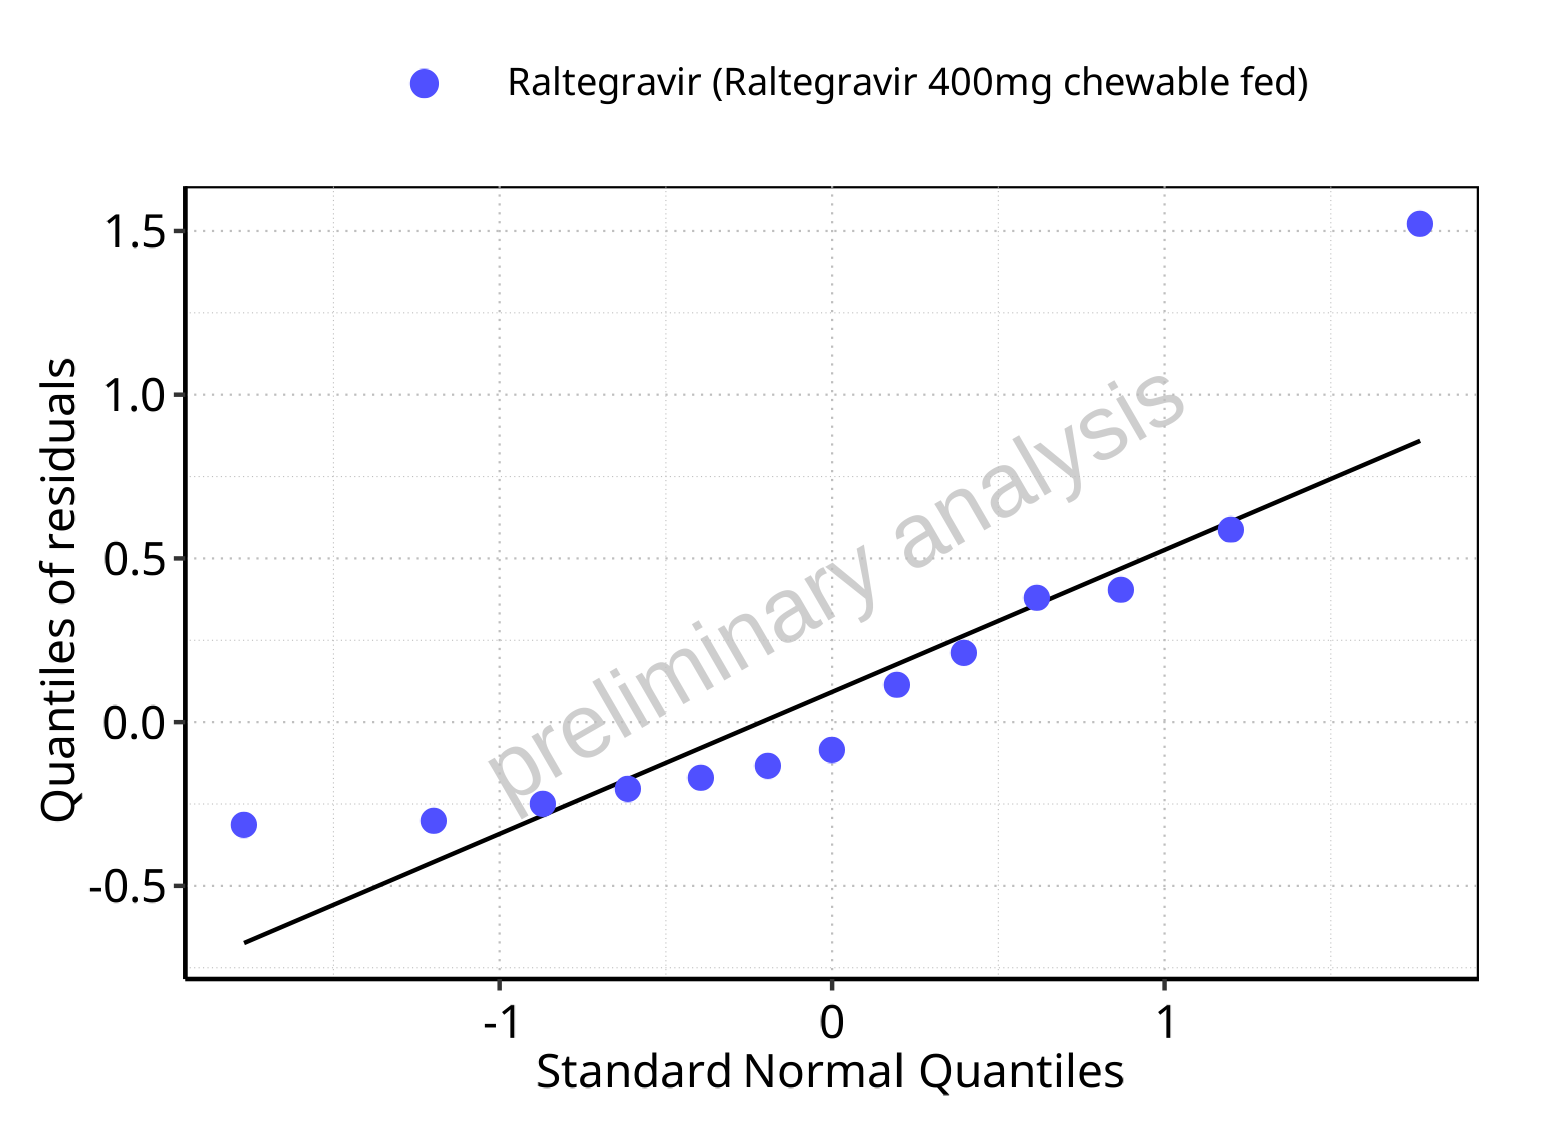 Raltegravir (Raltegravir 400mg chewable fed)
1.5
1.0
0.5
0.0
-0.5
Quantiles of residuals
preliminary analysis
-1
0
1
Standard Normal Quantiles